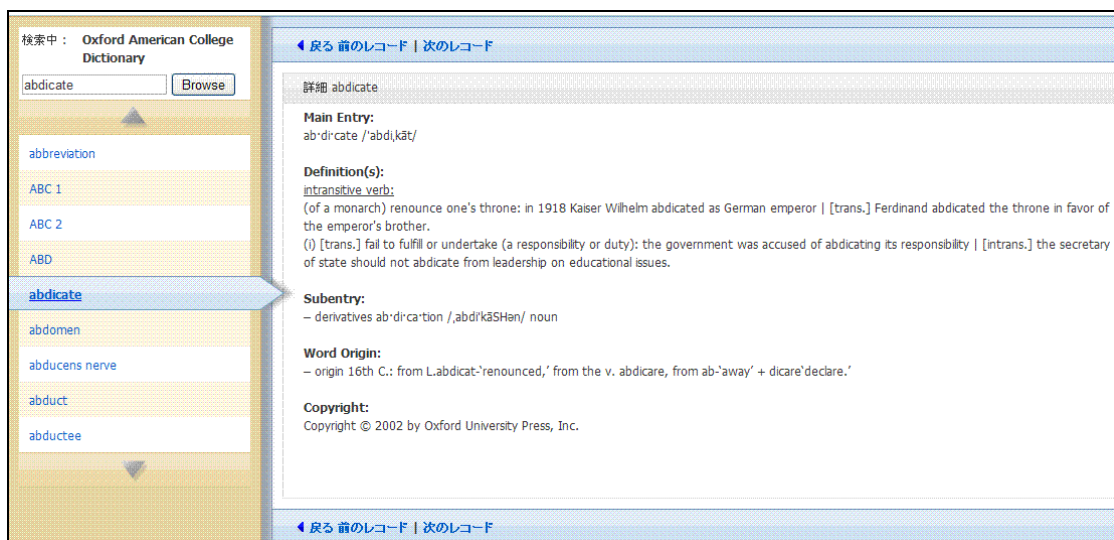 検索中： Oxford American College
Dictionary
abdicate Browse
abbreviation
ABC 1
ABC 2
ABD
abdicate
abdomen
abducens nerve
abduct
abductee
戻る 前のレコード | 次のレコード
詳細 abdicate
Main Entry:
ab·di·cate /ˈabdiˌkāt/
Definition(s):
intransitive verb:
(of a monarch) renounce one's throne: in 1918 Kaiser Wilhelm abdicated as German emperor | [trans.] Ferdinand abdicated the throne in favor of
the emperor's brother.
(i) [trans.] fail to fulfill or undertake (a responsibility or duty): the government was accused of abdicating its responsibility | [intrans.] the secretary
of state should not abdicate from leadership on educational issues.
Subentry:
– derivatives ab·di·ca·tion /ˌabdiˈkāSHən/ noun
Word Origin:
– origin 16th C.: from L.abdicat-‘renounced,’ from the v. abdicare, from ab-‘away’ + dicare‘declare.’
Copyright:
Copyright © 2002 by Oxford University Press, Inc.
戻る 前のレコード | 次のレコード